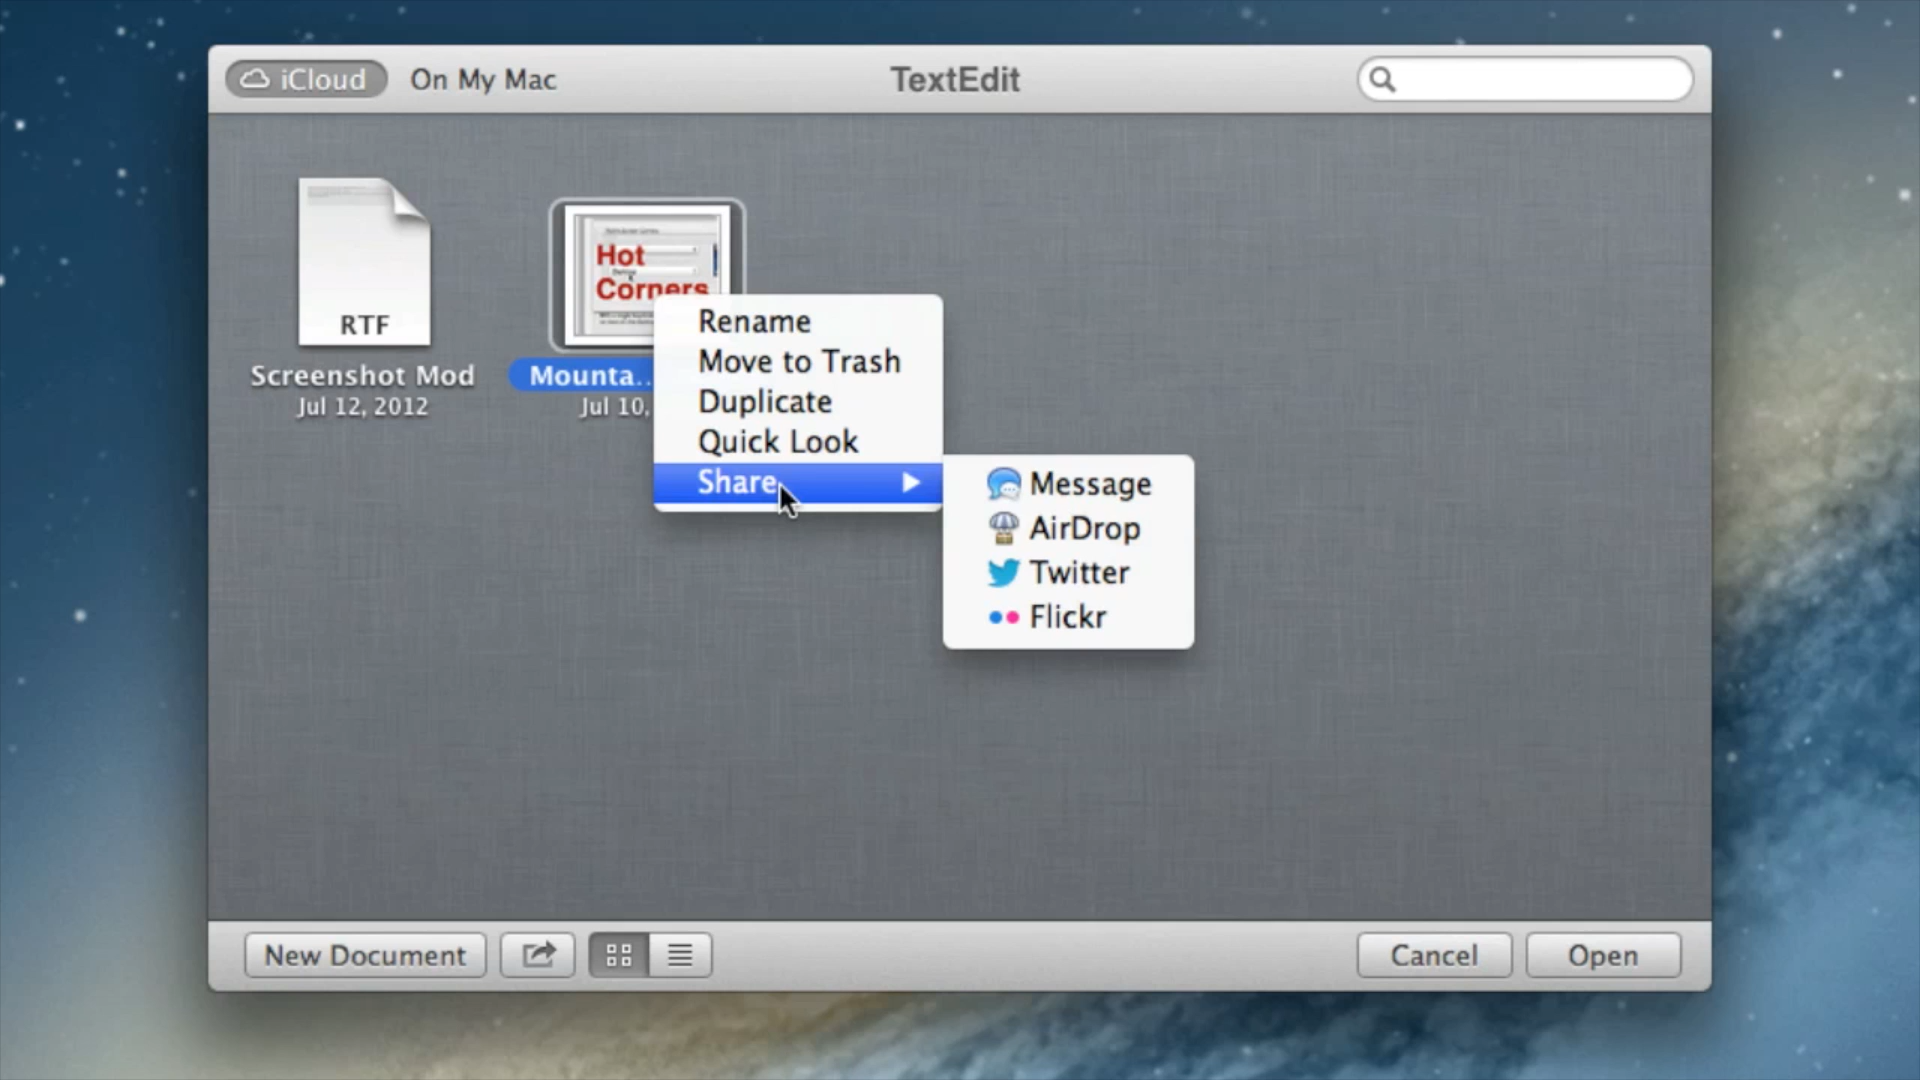 iCloud On My Mac TextEdit
RTF
Screenshot Mod
Jul 12, 2012
Hot
Corners
Mounta...
Jul 10,
Rename
Move to Trash
Duplicate
Quick Look
Share
Message
AirDrop
Twitter
Flickr
New Document Cancel Open